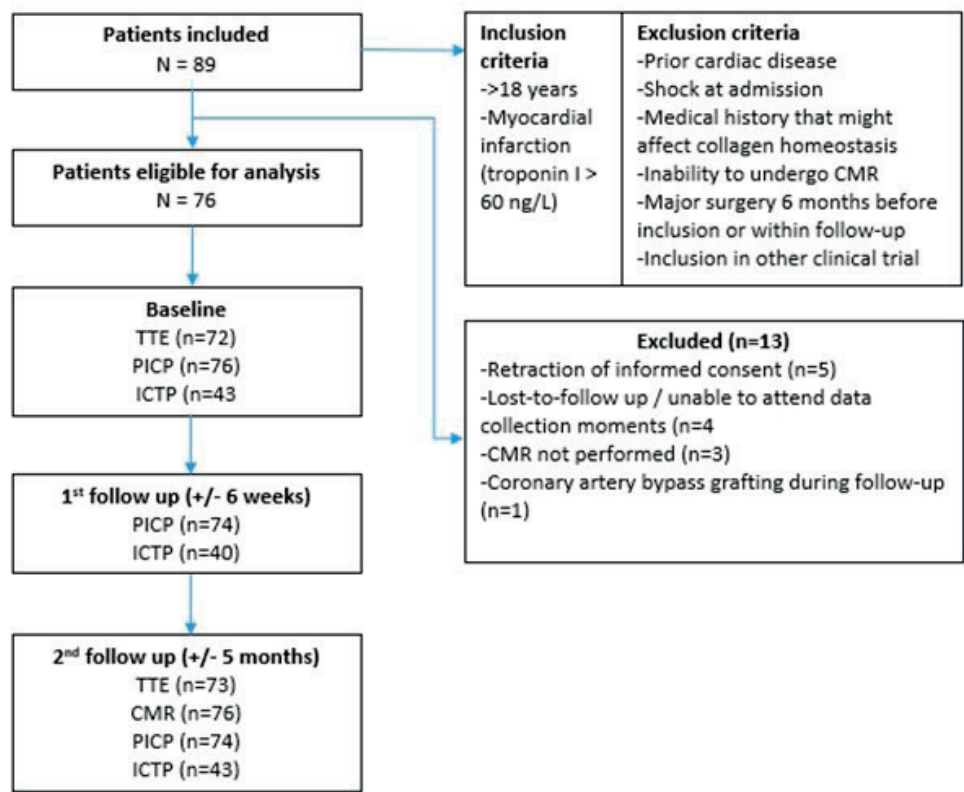 Patients included
N = 89
Inclusion
criteria
->18 years
-Myocardial
infarction
(troponin I >
60 ng/L)
Exclusion criteria
-Prior cardiac disease
-Shock at admission
-Medical history that might
affect collagen homeostasis
-Inability to undergo CMR
-Major surgery 6 months before
inclusion or within follow-up
-Inclusion in other clinical trial
Patients eligible for analysis
N = 76
Baseline
TTE (n=72)
PICP (n=76)
ICTP (n=43
Excluded (n=13)
-Retraction of informed consent (n=5)
-Lost-to-follow up / unable to attend data
collection moments (n=4
-CMR not performed (n=3)
-Coronary artery bypass grafting during follow-up
(n=1)
1st follow up (+/- 6 weeks)
PICP (n=74)
ICTP (n=40)
2nd follow up (+/- 5 months)
TTE (n=73)
CMR (n=76)
PICP (n=74)
ICTP (n=43)